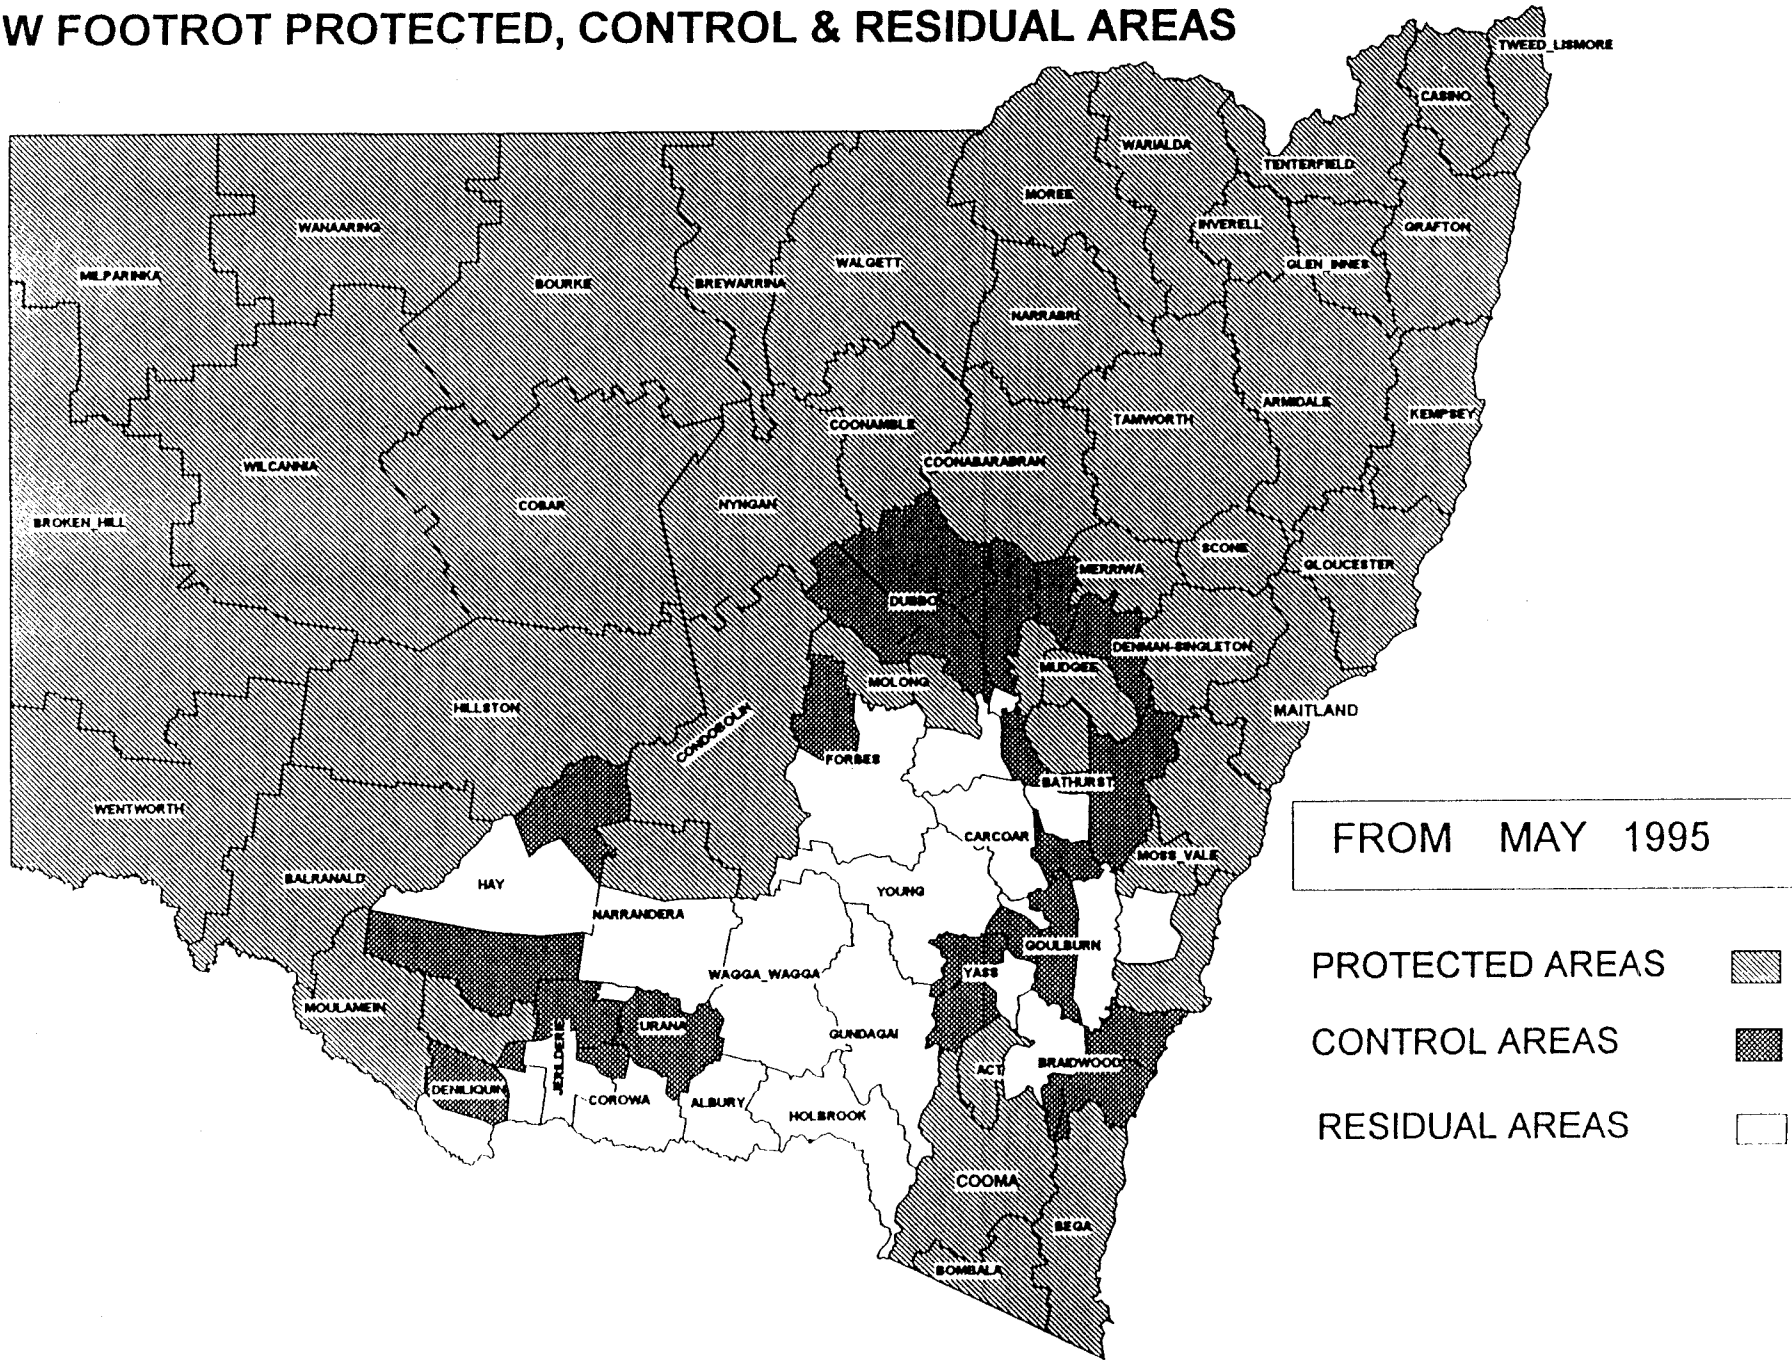 W FOOTROT PROTECTED, CONTROL & RESIDUAL AREAS
TWEED_LISMORE
CASINO
WARIALDA
TENTERFIELD
MOREE
WANAARING
INVERELL
GRAFTON
MILPARINKA
BOURKE
BREWARRINA
WALGETT
GLEN_INNES
NARRABRI
ARMIDALE
KEMPSEY
COONAMBLE
TAMWORTH
WILCANNIA
COONABARABRAN
COBAR
NYNGAN
BROKEN_HILL
SCONE
MERRIWA
GLOUCESTER
DUBBO
DENMAN-SINGLETON
MUDGEE
MOLONG
HILLSTON
CONDOBOLIN
MAITLAND
FORBES
BATHURST
WENTWORTH
CARCOAR
FROM MAY 1995
MOSS_VALE
BALRANALD
HAY
YOUNG
NARRANDERA
GOULBURN
WAGGA_WAGGA
YASS
PROTECTED AREAS
MOULAMEIN
URANA
GUNDAGAI
CONTROL AREAS
JERILDERIE
ACT
BRAIDWOOD
DENILIQUIN
COROWA
ALBURY
HOLBROOK
RESIDUAL AREAS
COOMA
BEGA
BOMBALA